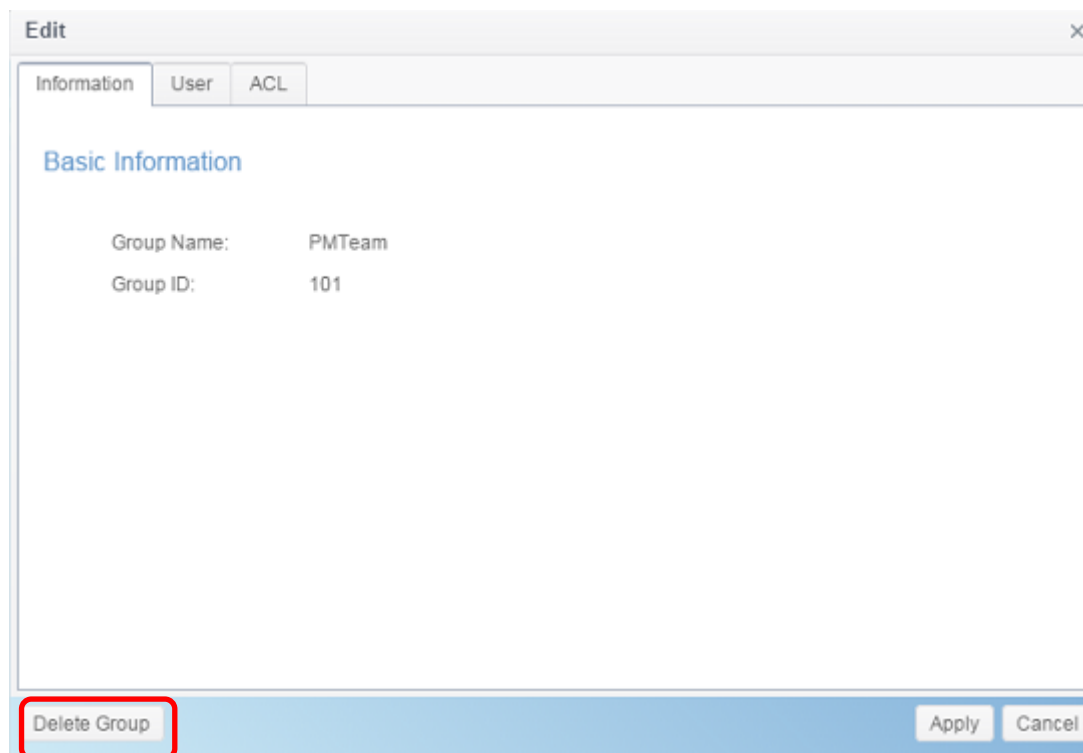 Edit
Information User ACL
Basic Information
Group Name: PMTeam
Group ID: 101
Delete Group Apply Cancel